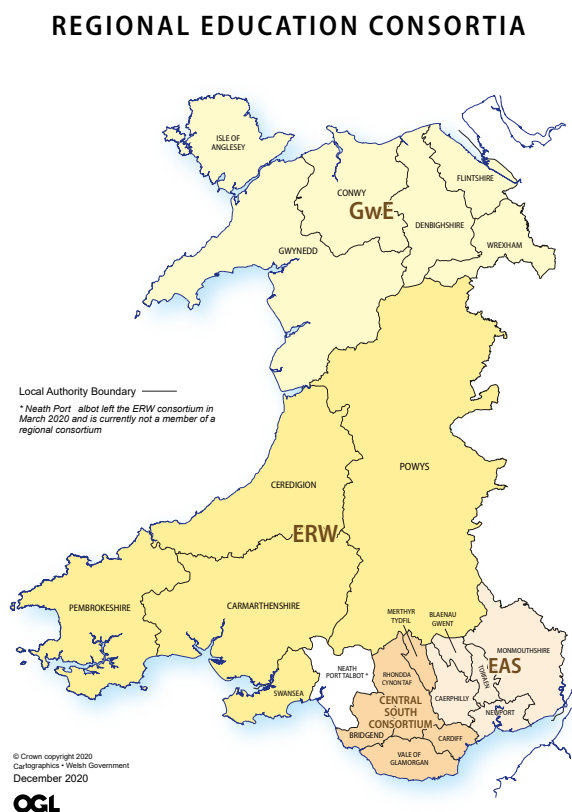 REGIONAL EDUCATION CONSORTIA
ISLE OF
ANGLESEY
FLINTSHIRE
CONWY
GwE
DENBIGHSHIRE
WREXHAM
GWYNEDD
Local Authority Boundary
* Neath Port albot left the ERW consortium in
March 2020 and is currently not a member of a
regional consortium
POWYS
CEREDIGION
ERW
PEMBROKESHIRE
CARMARTHENSHIRE
MERTHYR
TYDFIL
BLAENAU
GWENT
MONMOUTHSHIRE
EAS
NEATH
PORT TALBOT *
RHONDDA
CYNON TAF
TORFAEN
SWANSEA
CAERPHILLY
CENTRAL
SOUTH
CONSORTIUM
NEWPORT
BRIDGEND
CARDIFF
VALE OF
GLAMORGAN
© Crown copyright 2020
Cartographics • Welsh Government
December 2020
OGL